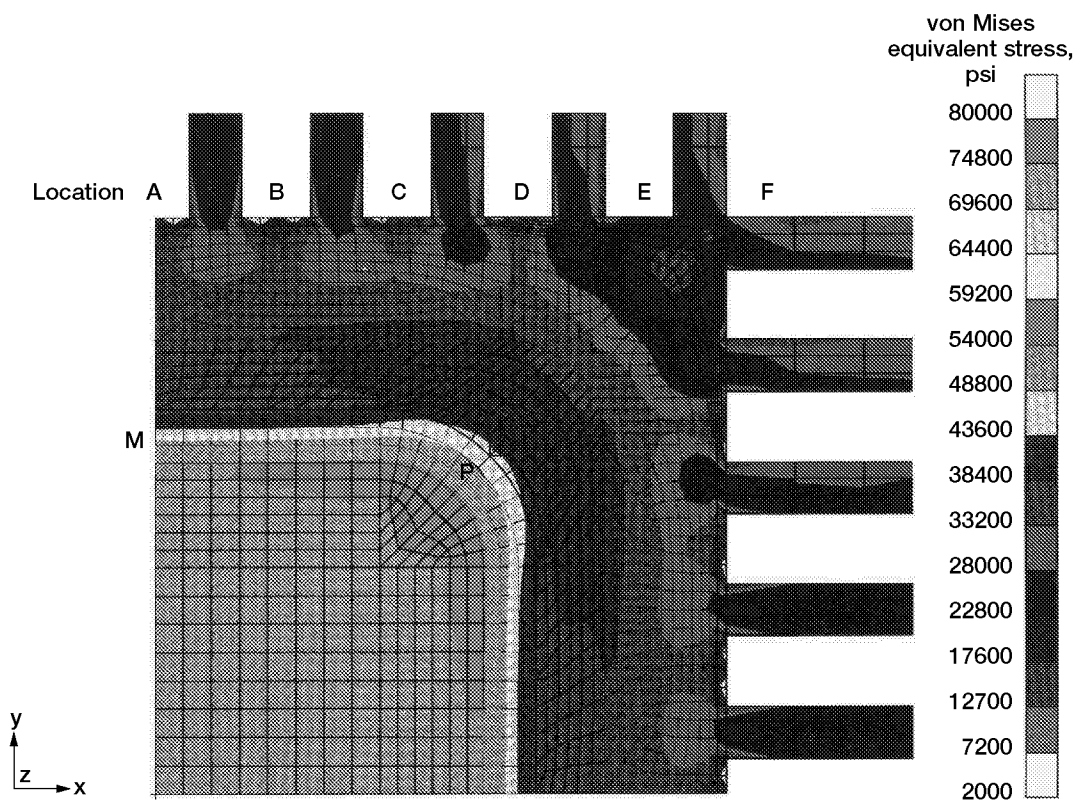 von Mises
equivalent stress,
psi
80000
74800
69600
64400
59200
54000
48800
43600
38400
33200
28000
22800
17600
12700
7200
2000
Location A B C D E F
M
P
y
z
x